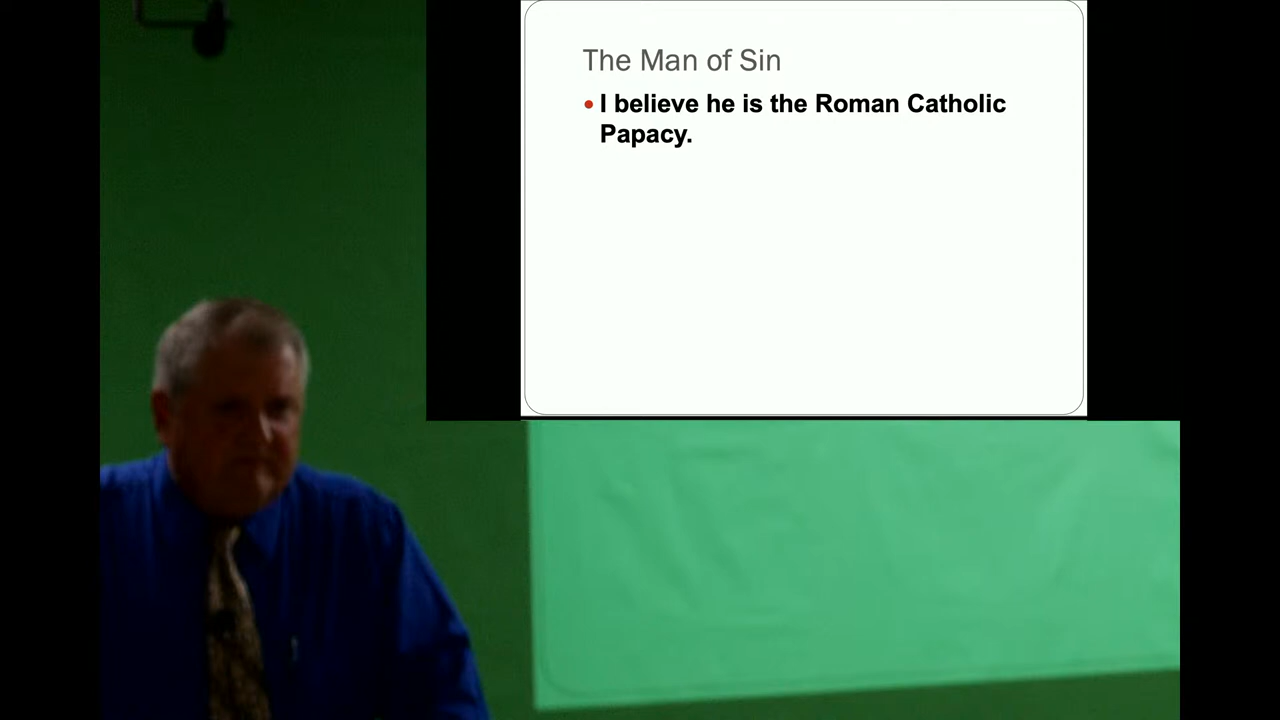 The Man of Sin
• I believe he is the Roman Catholic
Papacy.